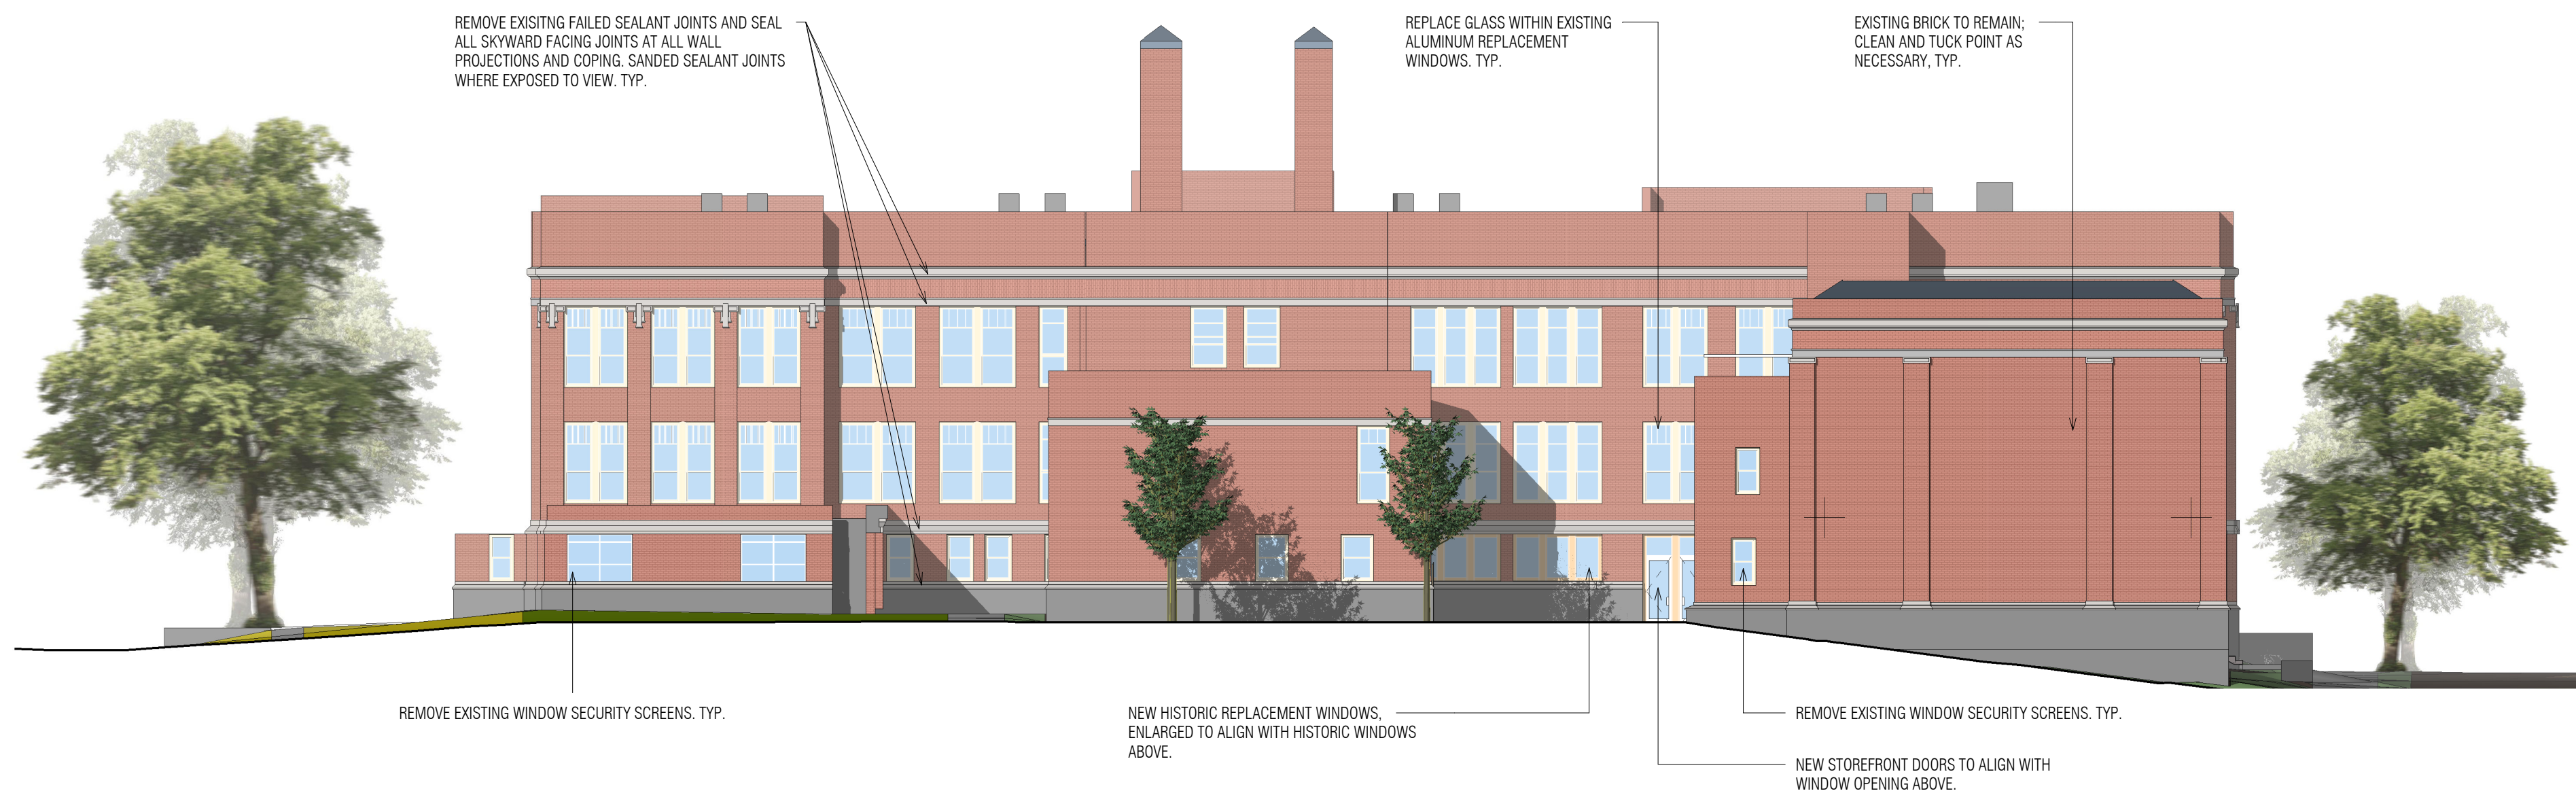 REMOVE EXISITNG FAILED SEALANT JOINTS AND SEAL
ALL SKYWARD FACING JOINTS AT ALL WALL
PROJECTIONS AND COPING. SANDED SEALANT JOINTS
WHERE EXPOSED TO VIEW. TYP.
REPLACE GLASS WITHIN EXISTING
ALUMINUM REPLACEMENT
WINDOWS. TYP.
EXISTING BRICK TO REMAIN;
CLEAN AND TUCK POINT AS
NECESSARY, TYP.
REMOVE EXISTING WINDOW SECURITY SCREENS. TYP.
NEW HISTORIC REPLACEMENT WINDOWS,
ENLARGED TO ALIGN WITH HISTORIC WINDOWS
ABOVE.
REMOVE EXISTING WINDOW SECURITY SCREENS. TYP.
NEW STOREFRONT DOORS TO ALIGN WITH
WINDOW OPENING ABOVE.